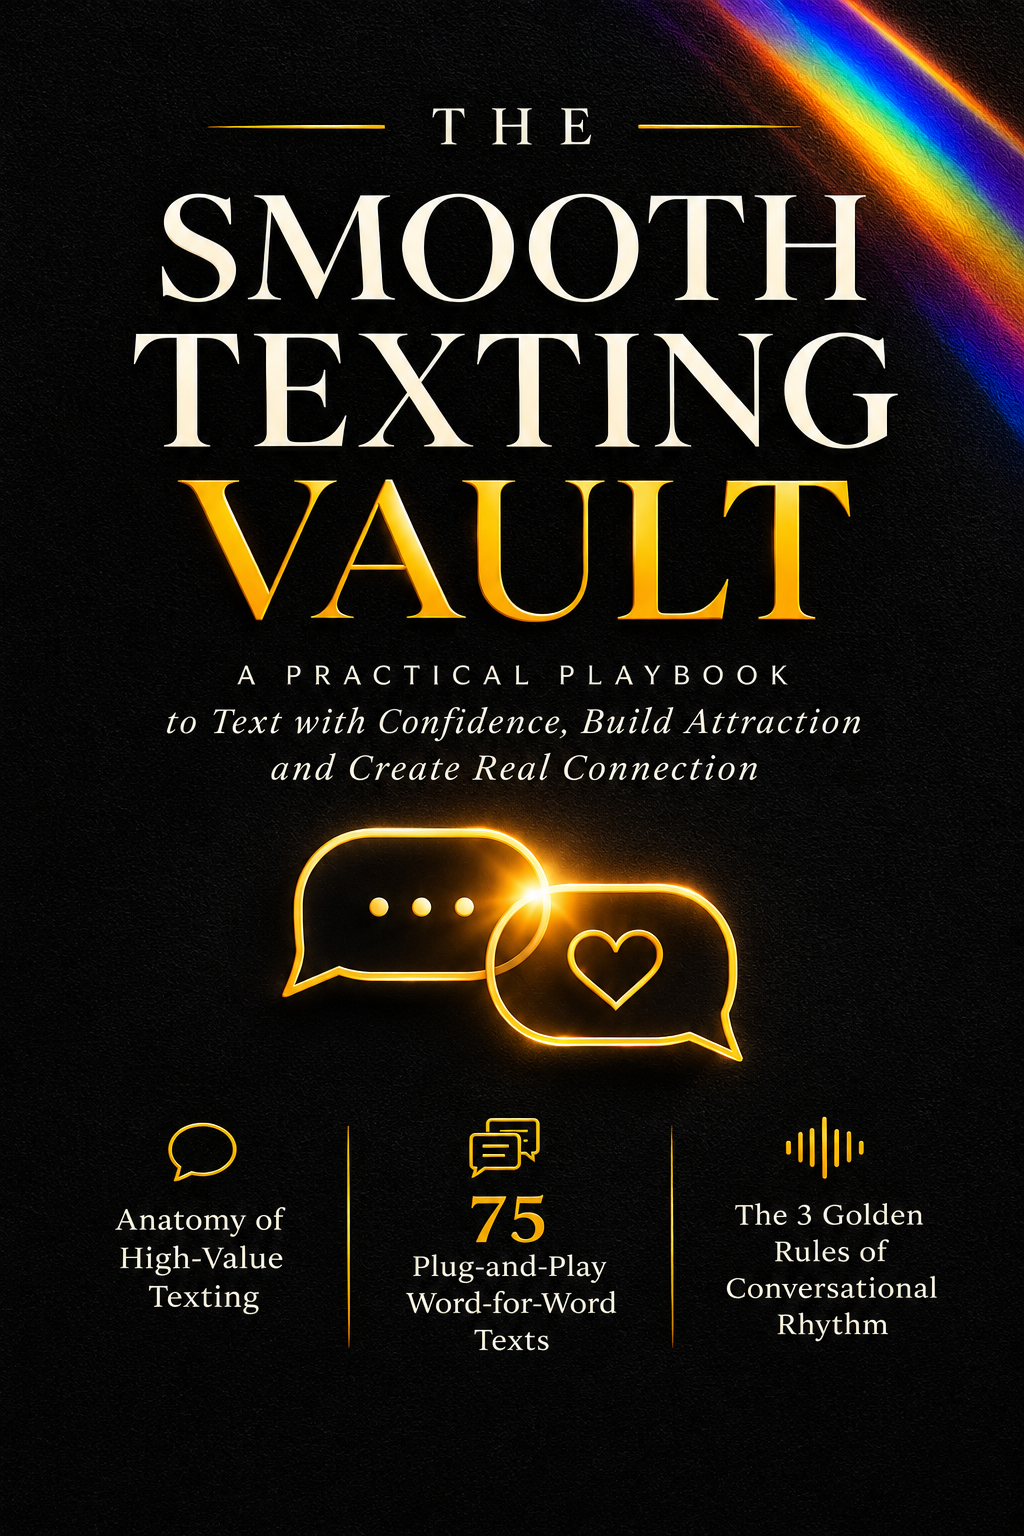 THE
SMOOTH
TEXTING
VAULT
A PRACTICAL PLAYBOOK
to Text with Confidence, Build Attraction
and Create Real Connection
Anatomy of
High-Value
Texting
75
Plug-and-Play
Word-for-Word
Texts
The 3 Golden
Rules of
Conversational
Rhythm